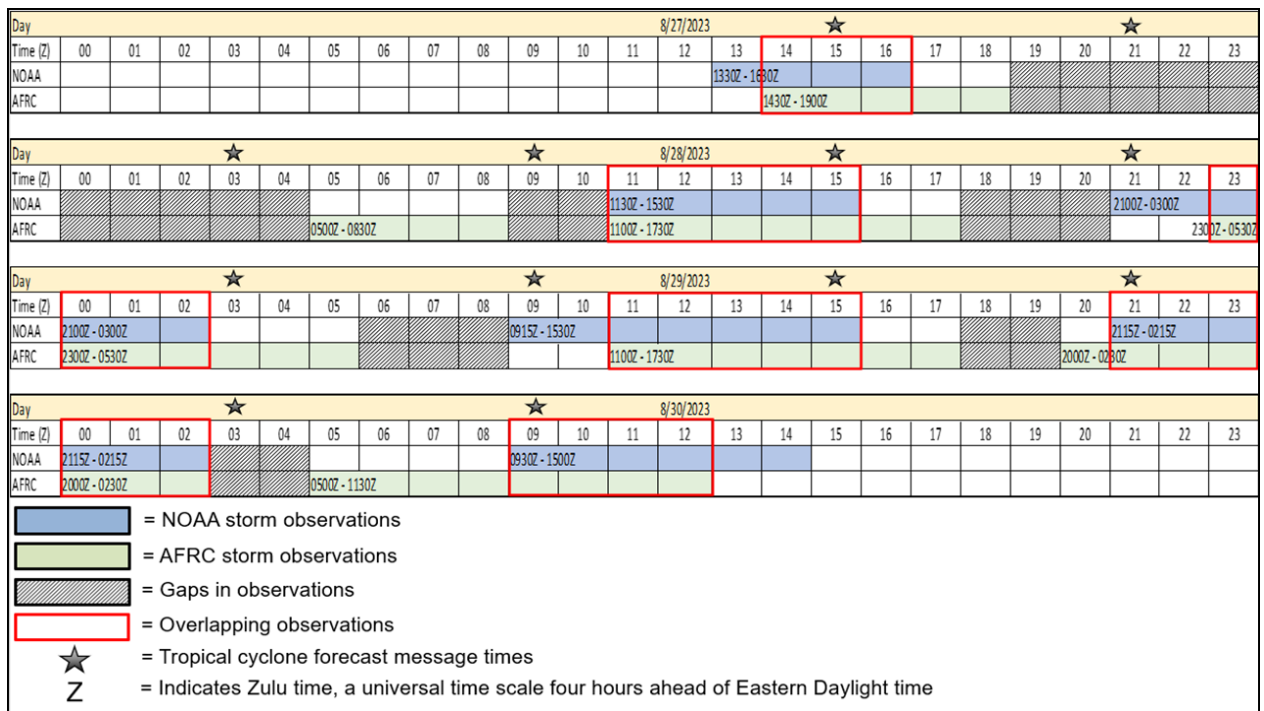 Day 8/27/2023
Time (Z) 00 01 02 03 04 05 06 07 08 09 10 11 12 13 14 15 16 17 18 19 20 21 22 23
NOAA 1330Z - 1630Z
AFRC 1430Z - 1900Z
Day 8/28/2023
Time (Z) 00 01 02 03 04 05 06 07 08 09 10 11 12 13 14 15 16 17 18 19 20 21 22 23
NOAA 1130Z - 1530Z 2100Z - 0300Z
AFRC 0500Z - 0830Z 1100Z - 1730Z 2300Z - 0530Z
Day 8/29/2023
Time (Z) 00 01 02 03 04 05 06 07 08 09 10 11 12 13 14 15 16 17 18 19 20 21 22 23
NOAA 2100Z - 0300Z 0915Z - 1530Z 2115Z - 0215Z
AFRC 2300Z - 0530Z 1100Z - 1730Z 2000Z - 0230Z
Day 8/30/2023
Time (Z) 00 01 02 03 04 05 06 07 08 09 10 11 12 13 14 15 16 17 18 19 20 21 22 23
NOAA 2115Z - 0215Z 0930Z - 1500Z
AFRC 2000Z - 0230Z 0500Z - 1130Z
= NOAA storm observations
= AFRC storm observations
= Gaps in observations
= Overlapping observations
= Tropical cyclone forecast message times
Z = Indicates Zulu time, a universal time scale four hours ahead of Eastern Daylight time